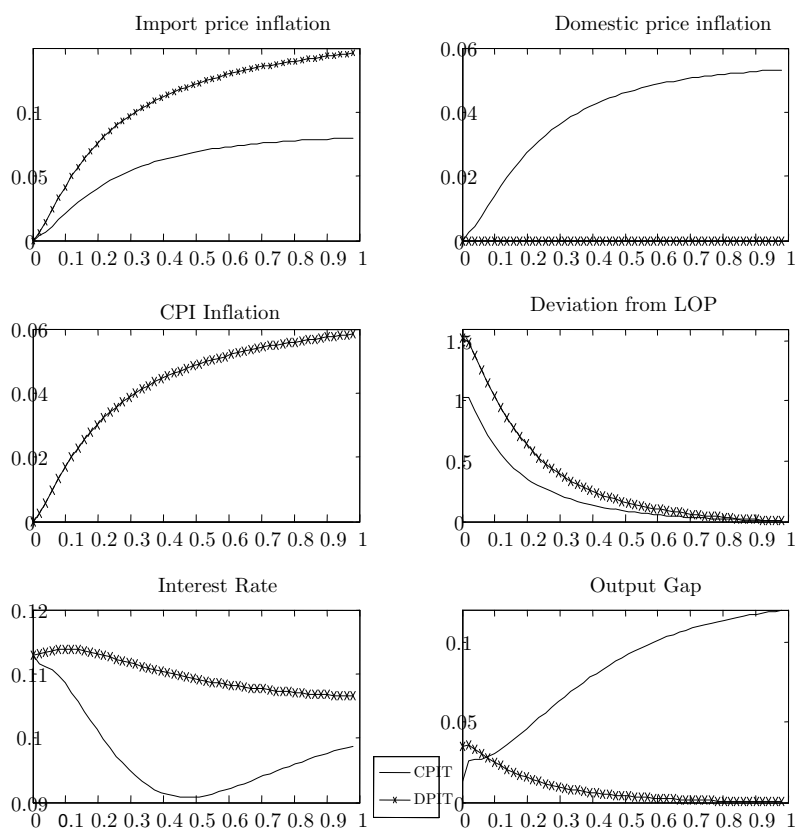 Import price inflation
Domestic price inflation
0.1
0.05
0
0 0.1 0.2 0.3 0.4 0.5 0.6 0.7 0.8 0.9 1
0.06
0.04
0.02
0
0 0.1 0.2 0.3 0.4 0.5 0.6 0.7 0.8 0.9 1
CPI Inflation
Deviation from LOP
0.06
0.04
0.02
0
0 0.1 0.2 0.3 0.4 0.5 0.6 0.7 0.8 0.9 1
1.5
1
0.5
0
0 0.1 0.2 0.3 0.4 0.5 0.6 0.7 0.8 0.9 1
Interest Rate
Output Gap
0.12
0.11
0.1
0.09
0 0.1 0.2 0.3 0.4 0.5 0.6 0.7 0.8 0.9 1
0.1
0.05
0
0 0.1 0.2 0.3 0.4 0.5 0.6 0.7 0.8 0.9 1
CPIT
DPIT